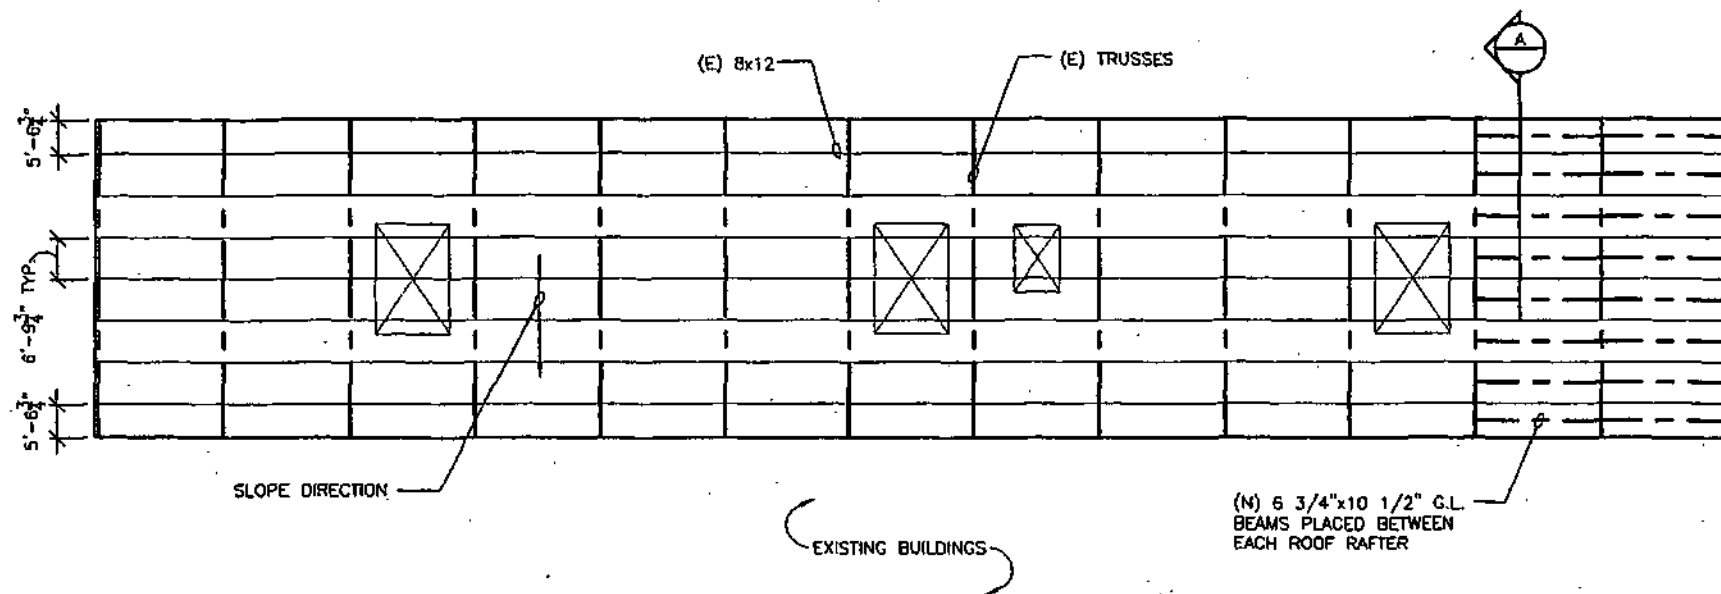 A
(E) 8x12
(E) TRUSSES
5'-6¾"
6'-9¾" TYP.
5'-6¾"
SLOPE DIRECTION
(N) 6 3/4"x10 1/2" G.L.
BEAMS PLACED BETWEEN
EACH ROOF RAFTER
EXISTING BUILDINGS